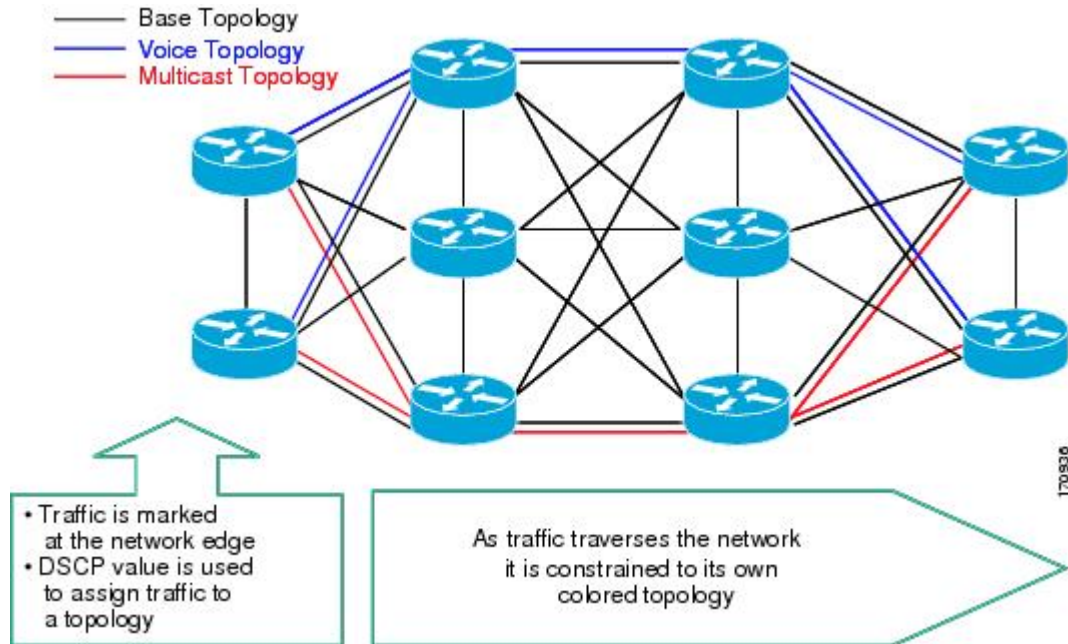 Base Topology
Voice Topology
Multicast Topology
• Traffic is marked
at the network edge
• DSCP value is used
to assign traffic to
a topology
As traffic traverses the network
it is constrained to its own
colored topology
170936